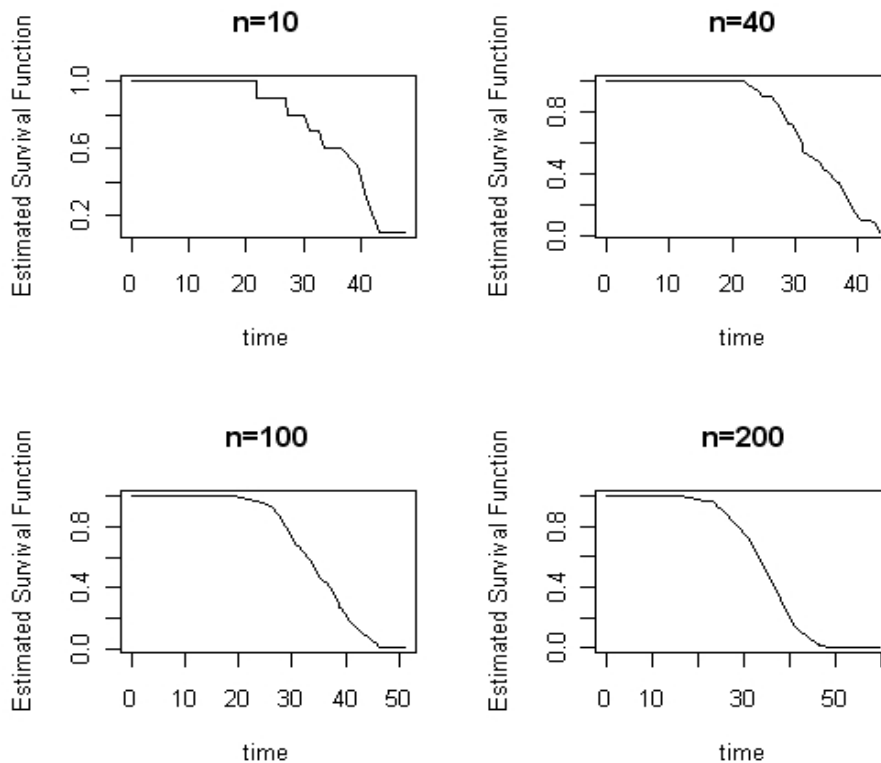 n=10
Estimated Survival Function
1.0
0.6
0.2
0 10 20 30 40
time
n=40
Estimated Survival Function
0.8
0.4
0.0
0 10 20 30 40
time
n=100
Estimated Survival Function
0.8
0.4
0.0
0 10 20 30 40 50
time
n=200
Estimated Survival Function
0.8
0.4
0.0
0 10 30 50
time